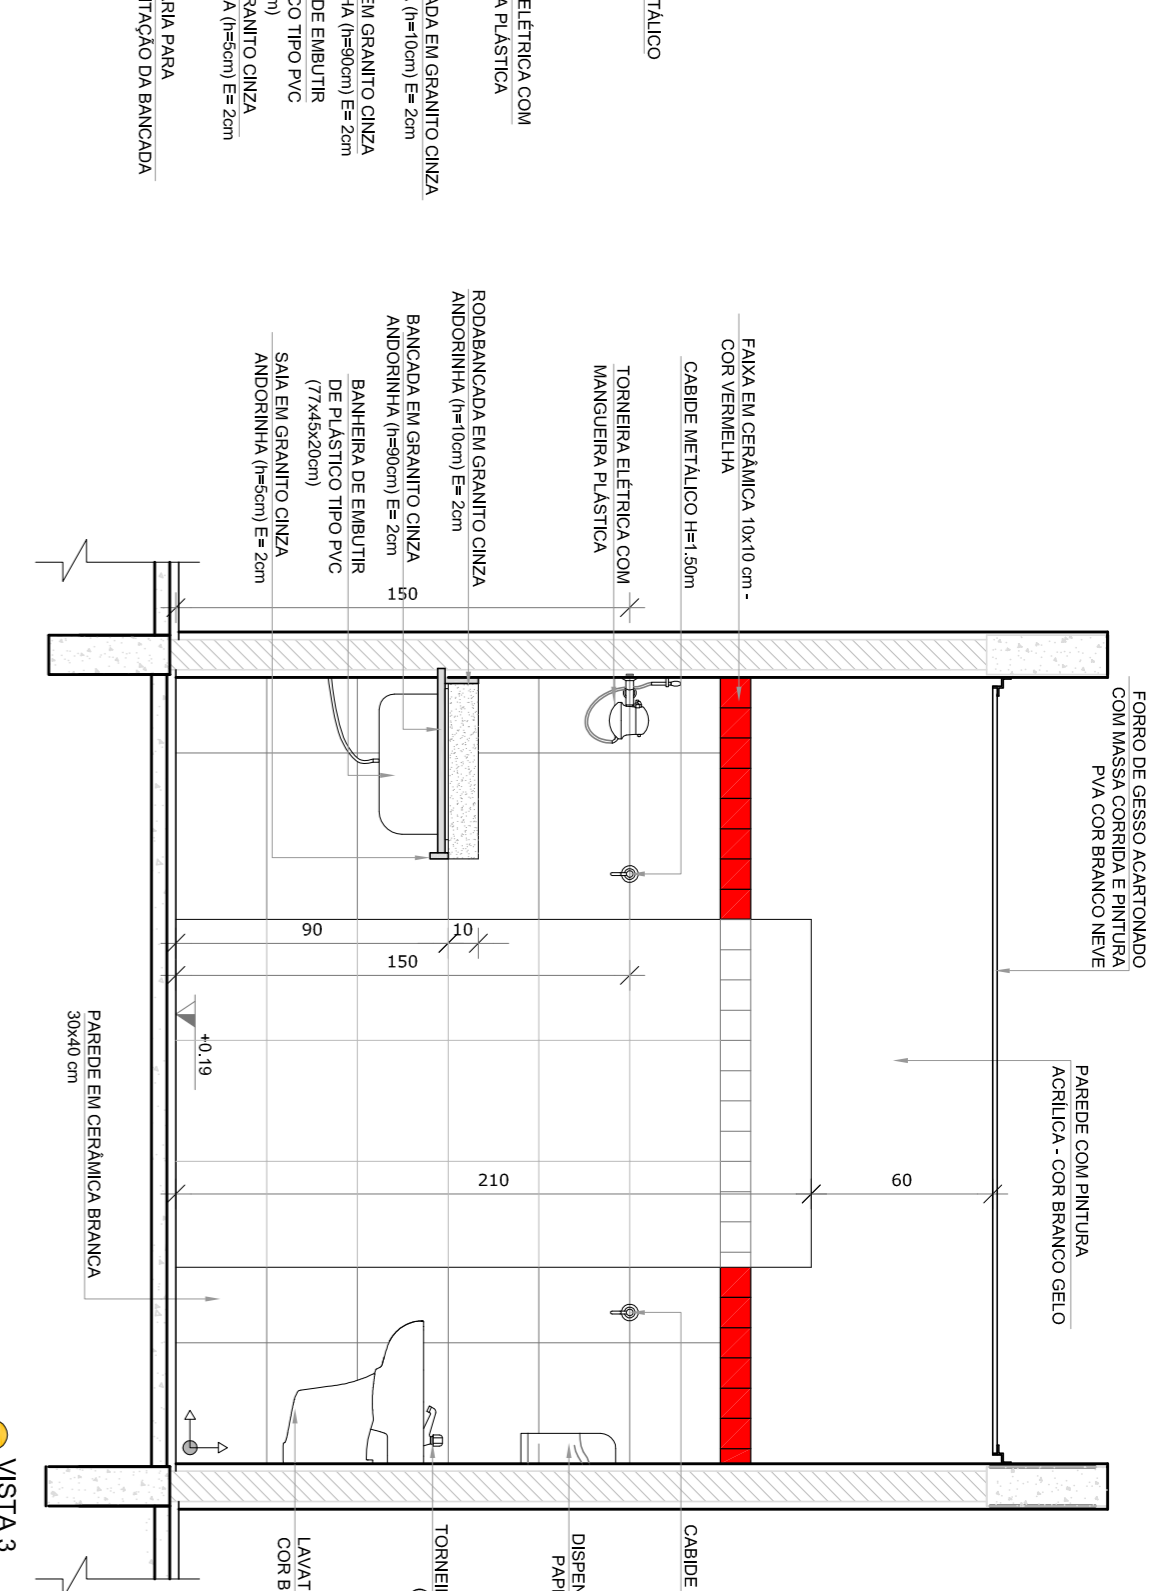 TÁLICO
ELÉTRICA COM
A PLÁSTICA
ADA EM GRANITO CINZA
(h=10cm) E= 2cm
EM GRANITO CINZA
HA (h=90cm) E= 2cm
DE EMBUTIR
CO TIPO PVC
m)
RANITO CINZA
A (h=5cm) E= 2cm
RIA PARA
ITAÇÃO DA BANCADA
FAIXA EM CERÂMICA 10x10 cm -
COR VERMELHA
CABIDE METÁLICO H=1.50m
TORNEIRA ELÉTRICA COM
MANGUEIRA PLÁSTICA
RODABANCADA EM GRANITO CINZA
ANDORINHA (h=10cm) E= 2cm
BANCADA EM GRANITO CINZA
ANDORINHA (h=90cm) E= 2cm
BANHEIRA DE EMBUTIR
DE PLÁSTICO TIPO PVC
(77x45x20cm)
SAIA EM GRANITO CINZA
ANDORINHA (h=5cm) E= 2cm
150
FORRO DE GESSO ACARTONADO
COM MASSA CORRIDA E PINTURA
PVA COR BRANCO NEVE
PAREDE COM PINTURA
ACRÍLICA - COR BRANCO GELO
90
10
150
+0.19
210
60
PAREDE EM CERÂMICA BRANCA
30x40 cm
CABIDE
DISPEN
PAPE
TORNEI
(
LAVAT
COR B
VISTA 3